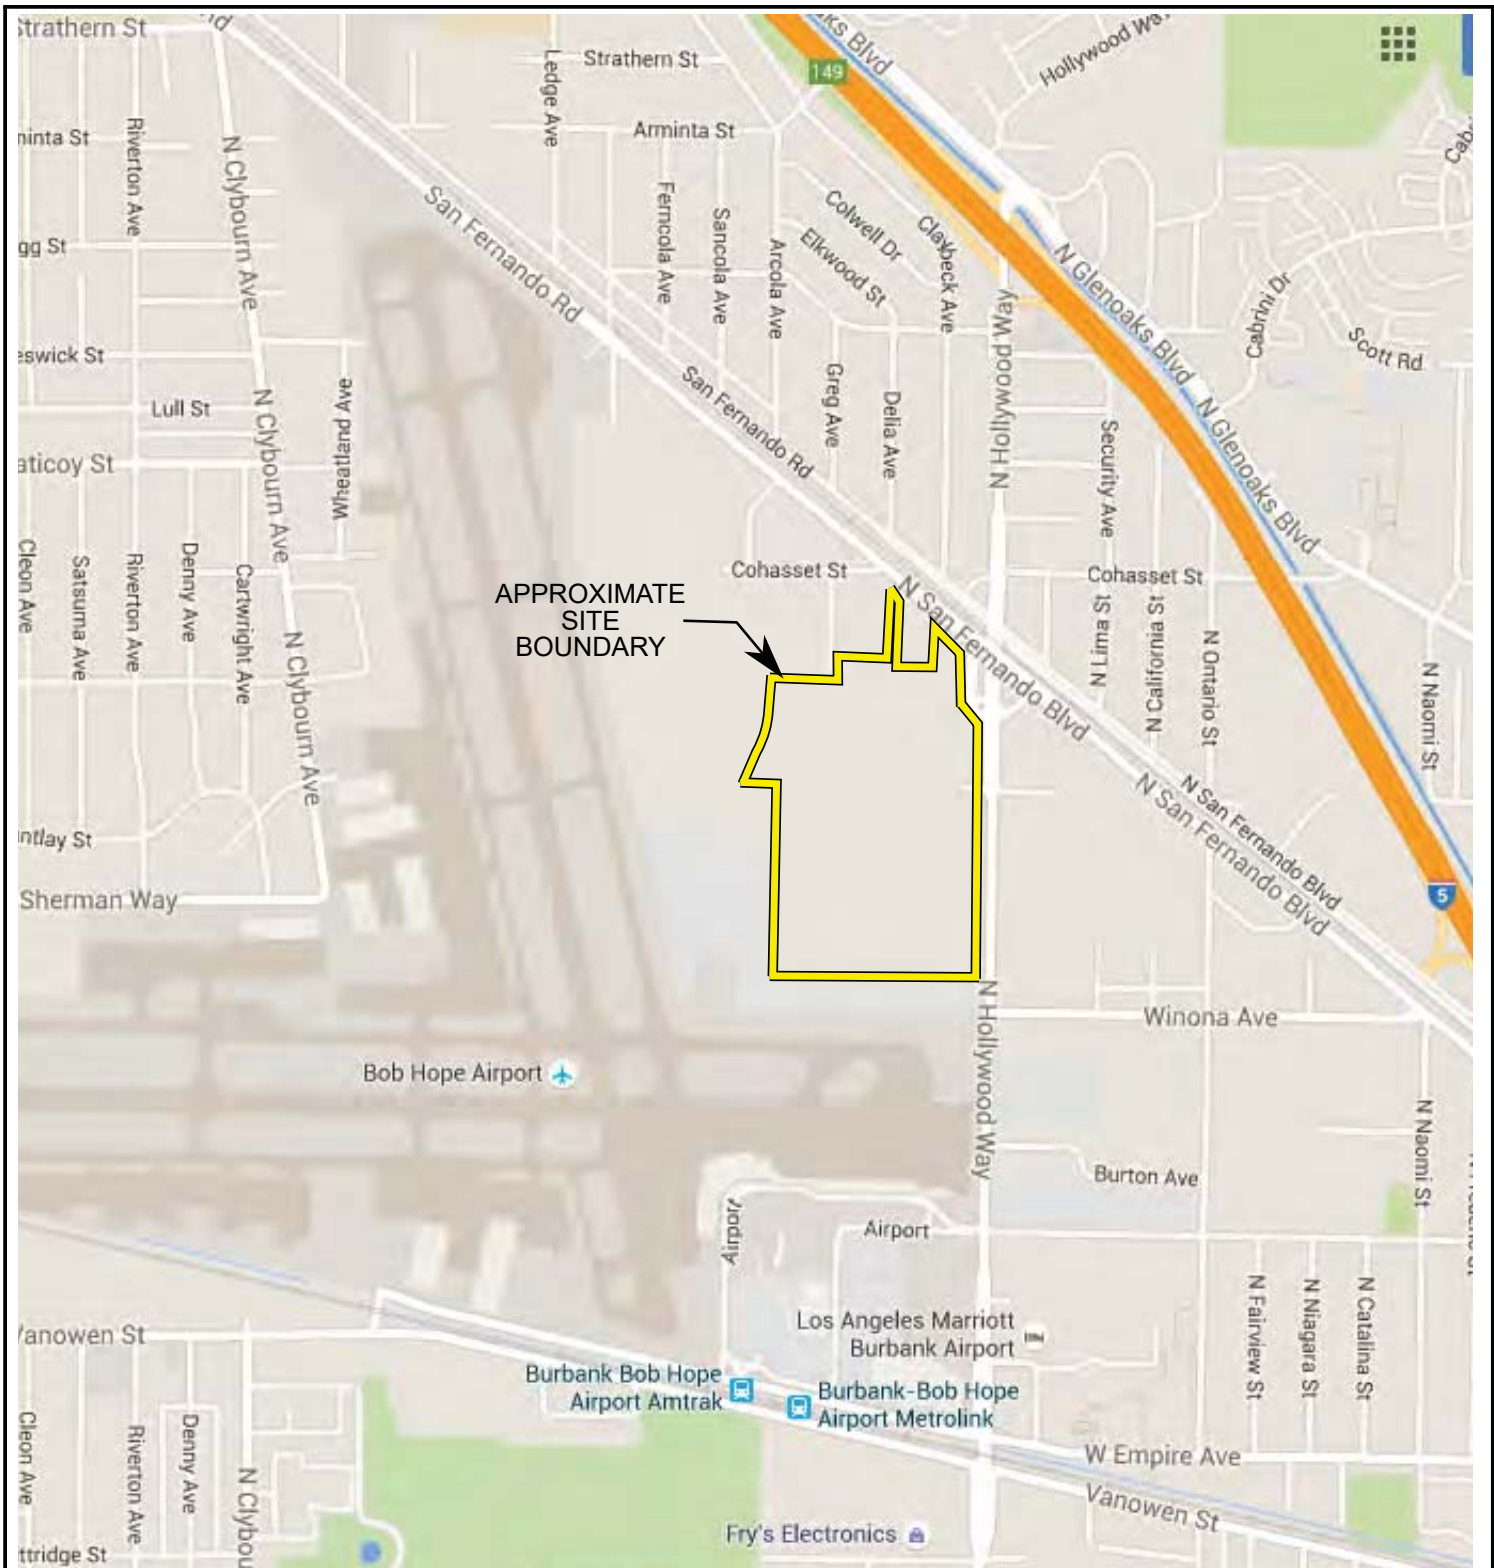 Strathern St
Rd
Ledge Ave
Strathern St
149
Hollywood Way
Arminta St
Riverton Ave
N Clybourn Ave
San Fernando Rd
Ferncola Ave
Sancola Ave
Arcola Ave
Colwell Dr
Elkwood St
Claybeck Ave
N Glenoaks Blvd
Cabrini Dr
Scott Rd
Lull St
N Clybourn Ave
Wheatland Ave
San Fernando Rd
Greg Ave
Delia Ave
N Hollywood Way
Security Ave
N Glenoaks Blvd
Cleon Ave
Satsuma Ave
Riverton Ave
Denny Ave
Cartwright Ave
N Clybourn Ave
APPROXIMATE
SITE
BOUNDARY
Cohasset St
Cohasset St
N San Fernando Blvd
N Lima St
N California St
N Ontario St
N Naomi St
N San Fernando Blvd
N San Fernando Blvd
5
Sherman Way
Bob Hope Airport
N Hollywood Way
Winona Ave
N Naomi St
Burton Ave
Airport
Airport
N Fairview St
N Niagara St
N Catalina St
Vanowen St
Los Angeles Marriott
Burbank Airport
Burbank Bob Hope
Airport Amtrak
Burbank-Bob Hope
Airport Metrolink
Cleon Ave
Riverton Ave
Denny Ave
N Clybou
W Empire Ave
Vanowen St
Fry's Electronics
ttridge St